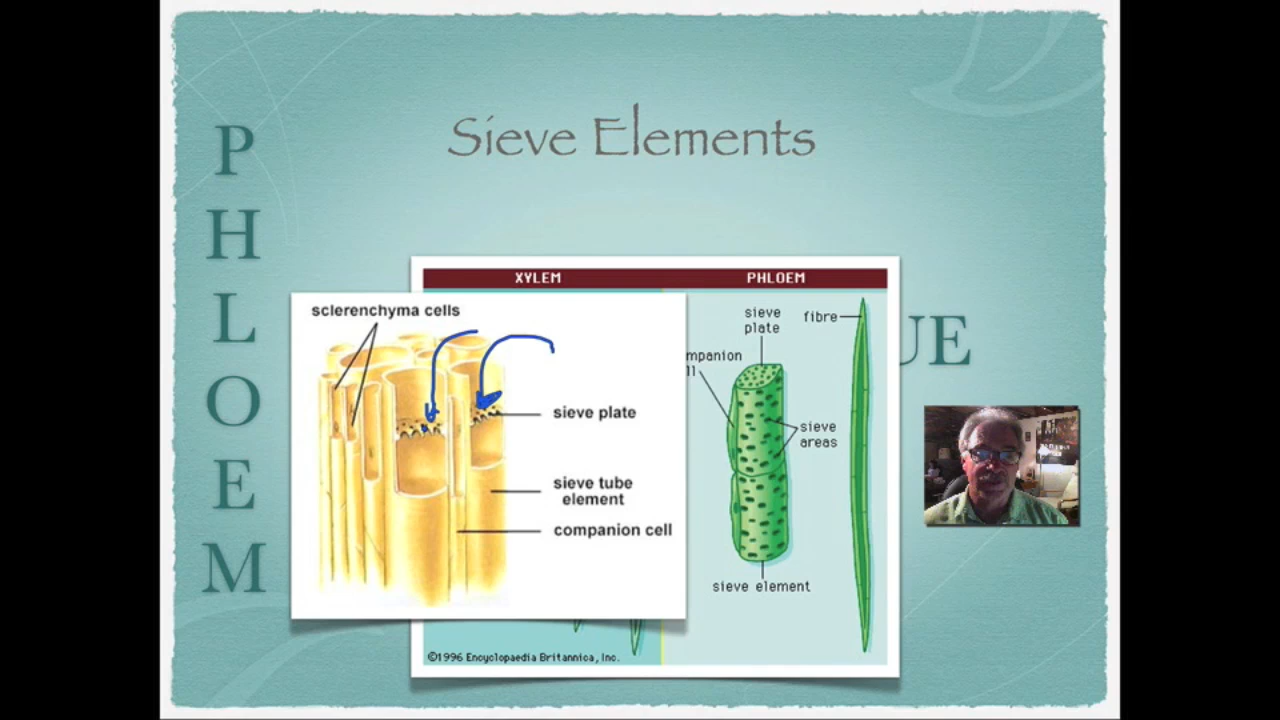 Sieve Elements
P
H
L
O
E
M
XYLEM
PHLOEM
sclerenchyma cells
sieve plate
sieve tube
element
companion cell
sieve
plate
fibre
mpanion
ll
sieve
areas
sieve element
UE
©1996 Encyclopaedia Britannica, Inc.